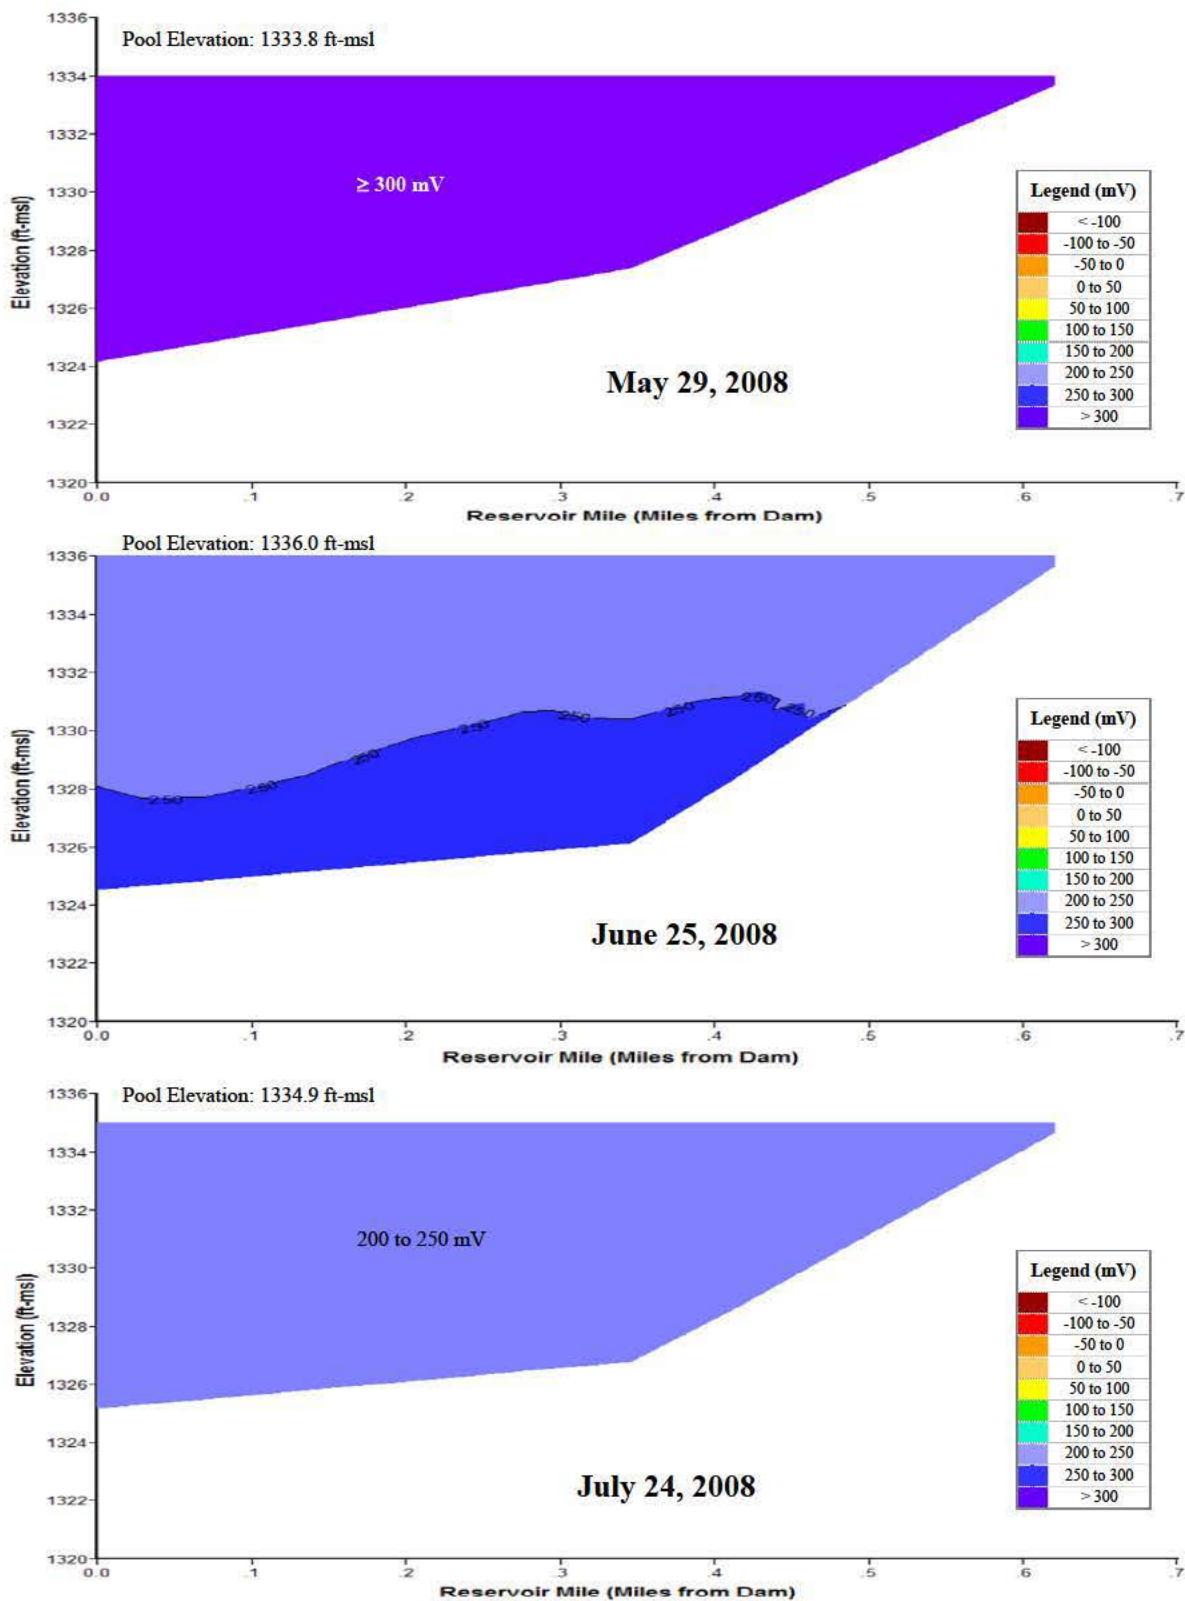 1336
Pool Elevation: 1333.8 ft-msl
1334
1332
1330
≥ 300 mV
1328
1326
1324
1322
1320
Elevation (ft-msl)
May 29, 2008
Legend (mV)
< -100
-100 to -50
-50 to 0
0 to 50
50 to 100
100 to 150
150 to 200
200 to 250
250 to 300
> 300
0.0 .1 .2 .3 .4 .5 .6 .7
Reservoir Mile (Miles from Dam)
Pool Elevation: 1336.0 ft-msl
1336
1334
1332
1330
1328
1326
1324
1322
1320
Elevation (ft-msl)
250 250 250 250 250 250 250 250
June 25, 2008
Legend (mV)
< -100
-100 to -50
-50 to 0
0 to 50
50 to 100
100 to 150
150 to 200
200 to 250
250 to 300
> 300
0.0 .1 .2 .3 .4 .5 .6 .7
Reservoir Mile (Miles from Dam)
1336
Pool Elevation: 1334.9 ft-msl
1334
1332
1330
200 to 250 mV
1328
1326
1324
1322
1320
Elevation (ft-msl)
July 24, 2008
Legend (mV)
< -100
-100 to -50
-50 to 0
0 to 50
50 to 100
100 to 150
150 to 200
200 to 250
250 to 300
> 300
0.0 .1 .2 .3 .4 .5 .6 .7
Reservoir Mile (Miles from Dam)